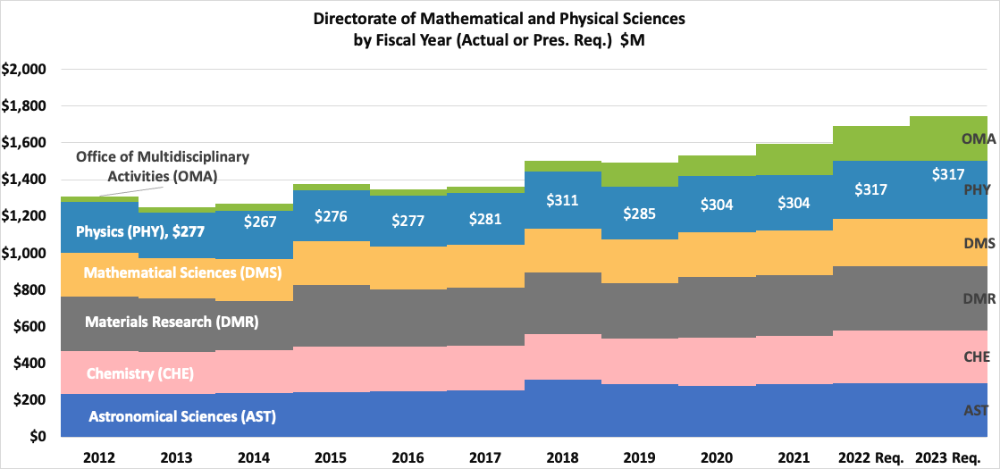 Directorate of Mathematical and Physical Sciences
by Fiscal Year (Actual or Pres. Req.) $M
$2,000
$1,800
$1,600
$1,400
$1,200
$1,000
$800
$600
$400
$200
$0
Office of Multidisciplinary
Activities (OMA)
Physics (PHY), $277
$267
$276
$277
$281
$311
$285
$304
$304
$317
$317
Mathematical Sciences (DMS)
Materials Research (DMR)
Chemistry (CHE)
Astronomical Sciences (AST)
OMA
PHY
DMS
DMR
CHE
AST
2012 2013 2014 2015 2016 2017 2018 2019 2020 2021 2022 Req. 2023 Req.